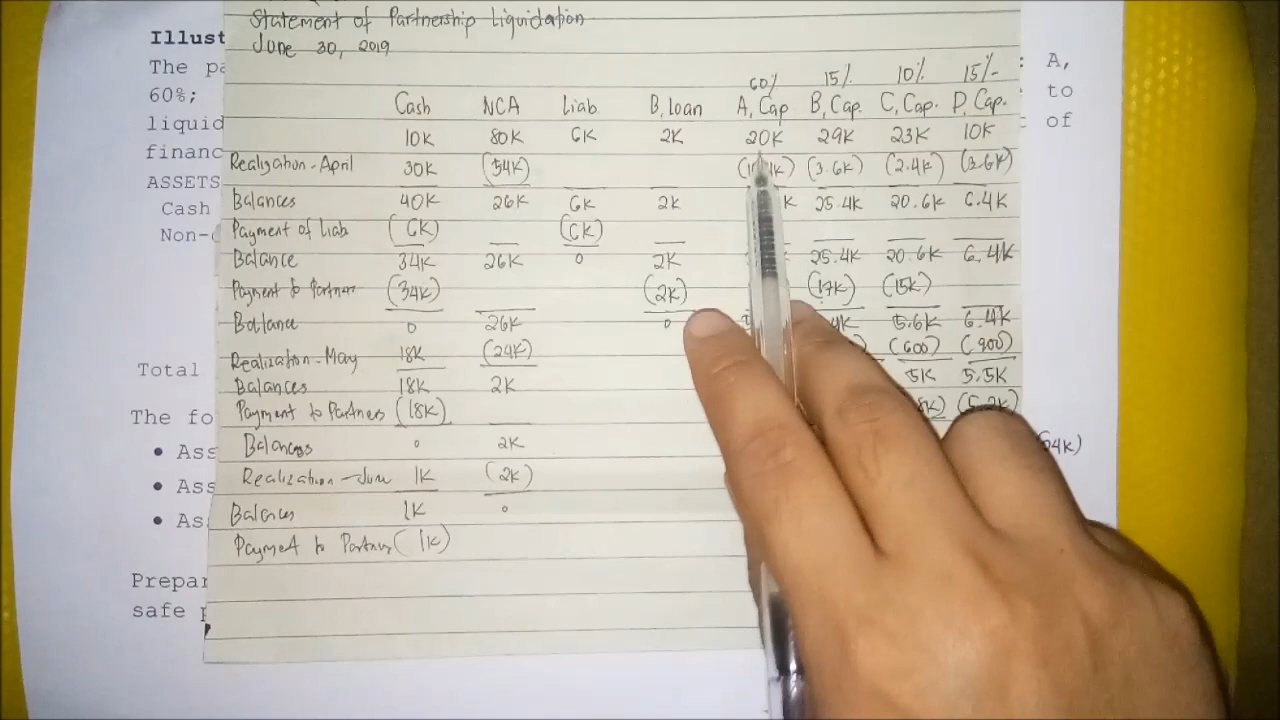 Statement of Partnership Liquidation
June 30, 2019
Illust
The pa : A,
60%; to
liquid t of
financ
ASSETS
Cash
Non-c
Total
The fo
• Ass
• Ass
• As
Prepar
safe p
60% 15% 10% 15%
Cash NCA Liab. B, loan A, Cap B, Cap. C, Cap. D, Cap.
10K 80K 6K 2K 20K 29K 23K 10K
Realization - April 30K (54K) (3.6K) (2.4K) (3.6K)
Balances 40K 26K 6K 2K K 25.4K 20.6K 6.4K
Payment of Liab (6K) (6K)
Balance 34K 26K 0 2K 25.4K 20.6K 6.4K
Payment to Partners (34K) (2K) (17K) (15K)
Balance 0 26K 0 4K 5.6K 6.4K
Realization - May 18K (24K) (600) (900)
Balances 18K 2K 5K 5.5K
Payment to Partners (18K) 8K) (5.2K)
Balances 0 2K 54K)
Realization - June 1K (2K)
Balances 1K 0
Payment to Partner (1K)